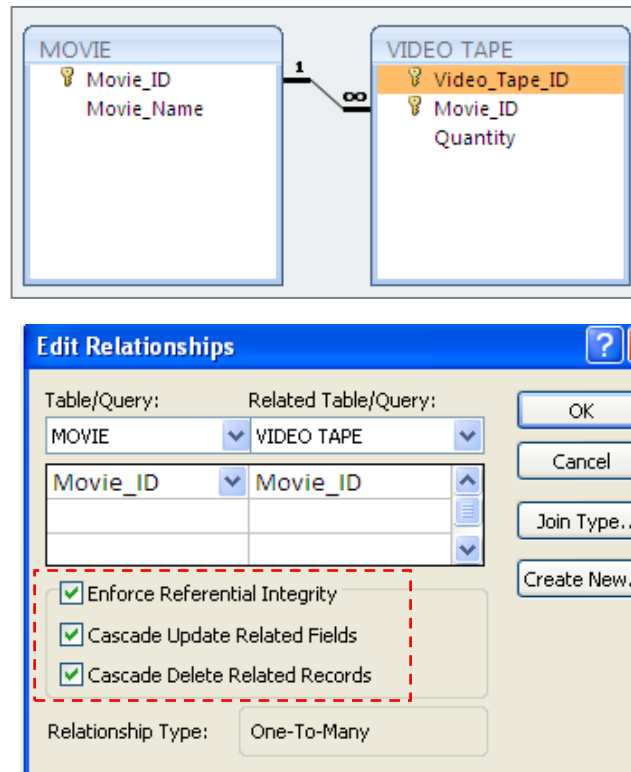 MOVIE
Movie_ID
Movie_Name
1
∞
VIDEO TAPE
Video_Tape_ID
Movie_ID
Quantity
Edit Relationships
?
Table/Query:
Related Table/Query:
MOVIE
VIDEO TAPE
Movie_ID
Movie_ID
Enforce Referential Integrity
Cascade Update Related Fields
Cascade Delete Related Records
Relationship Type:
One-To-Many
OK
Cancel
Join Type..
Create New.